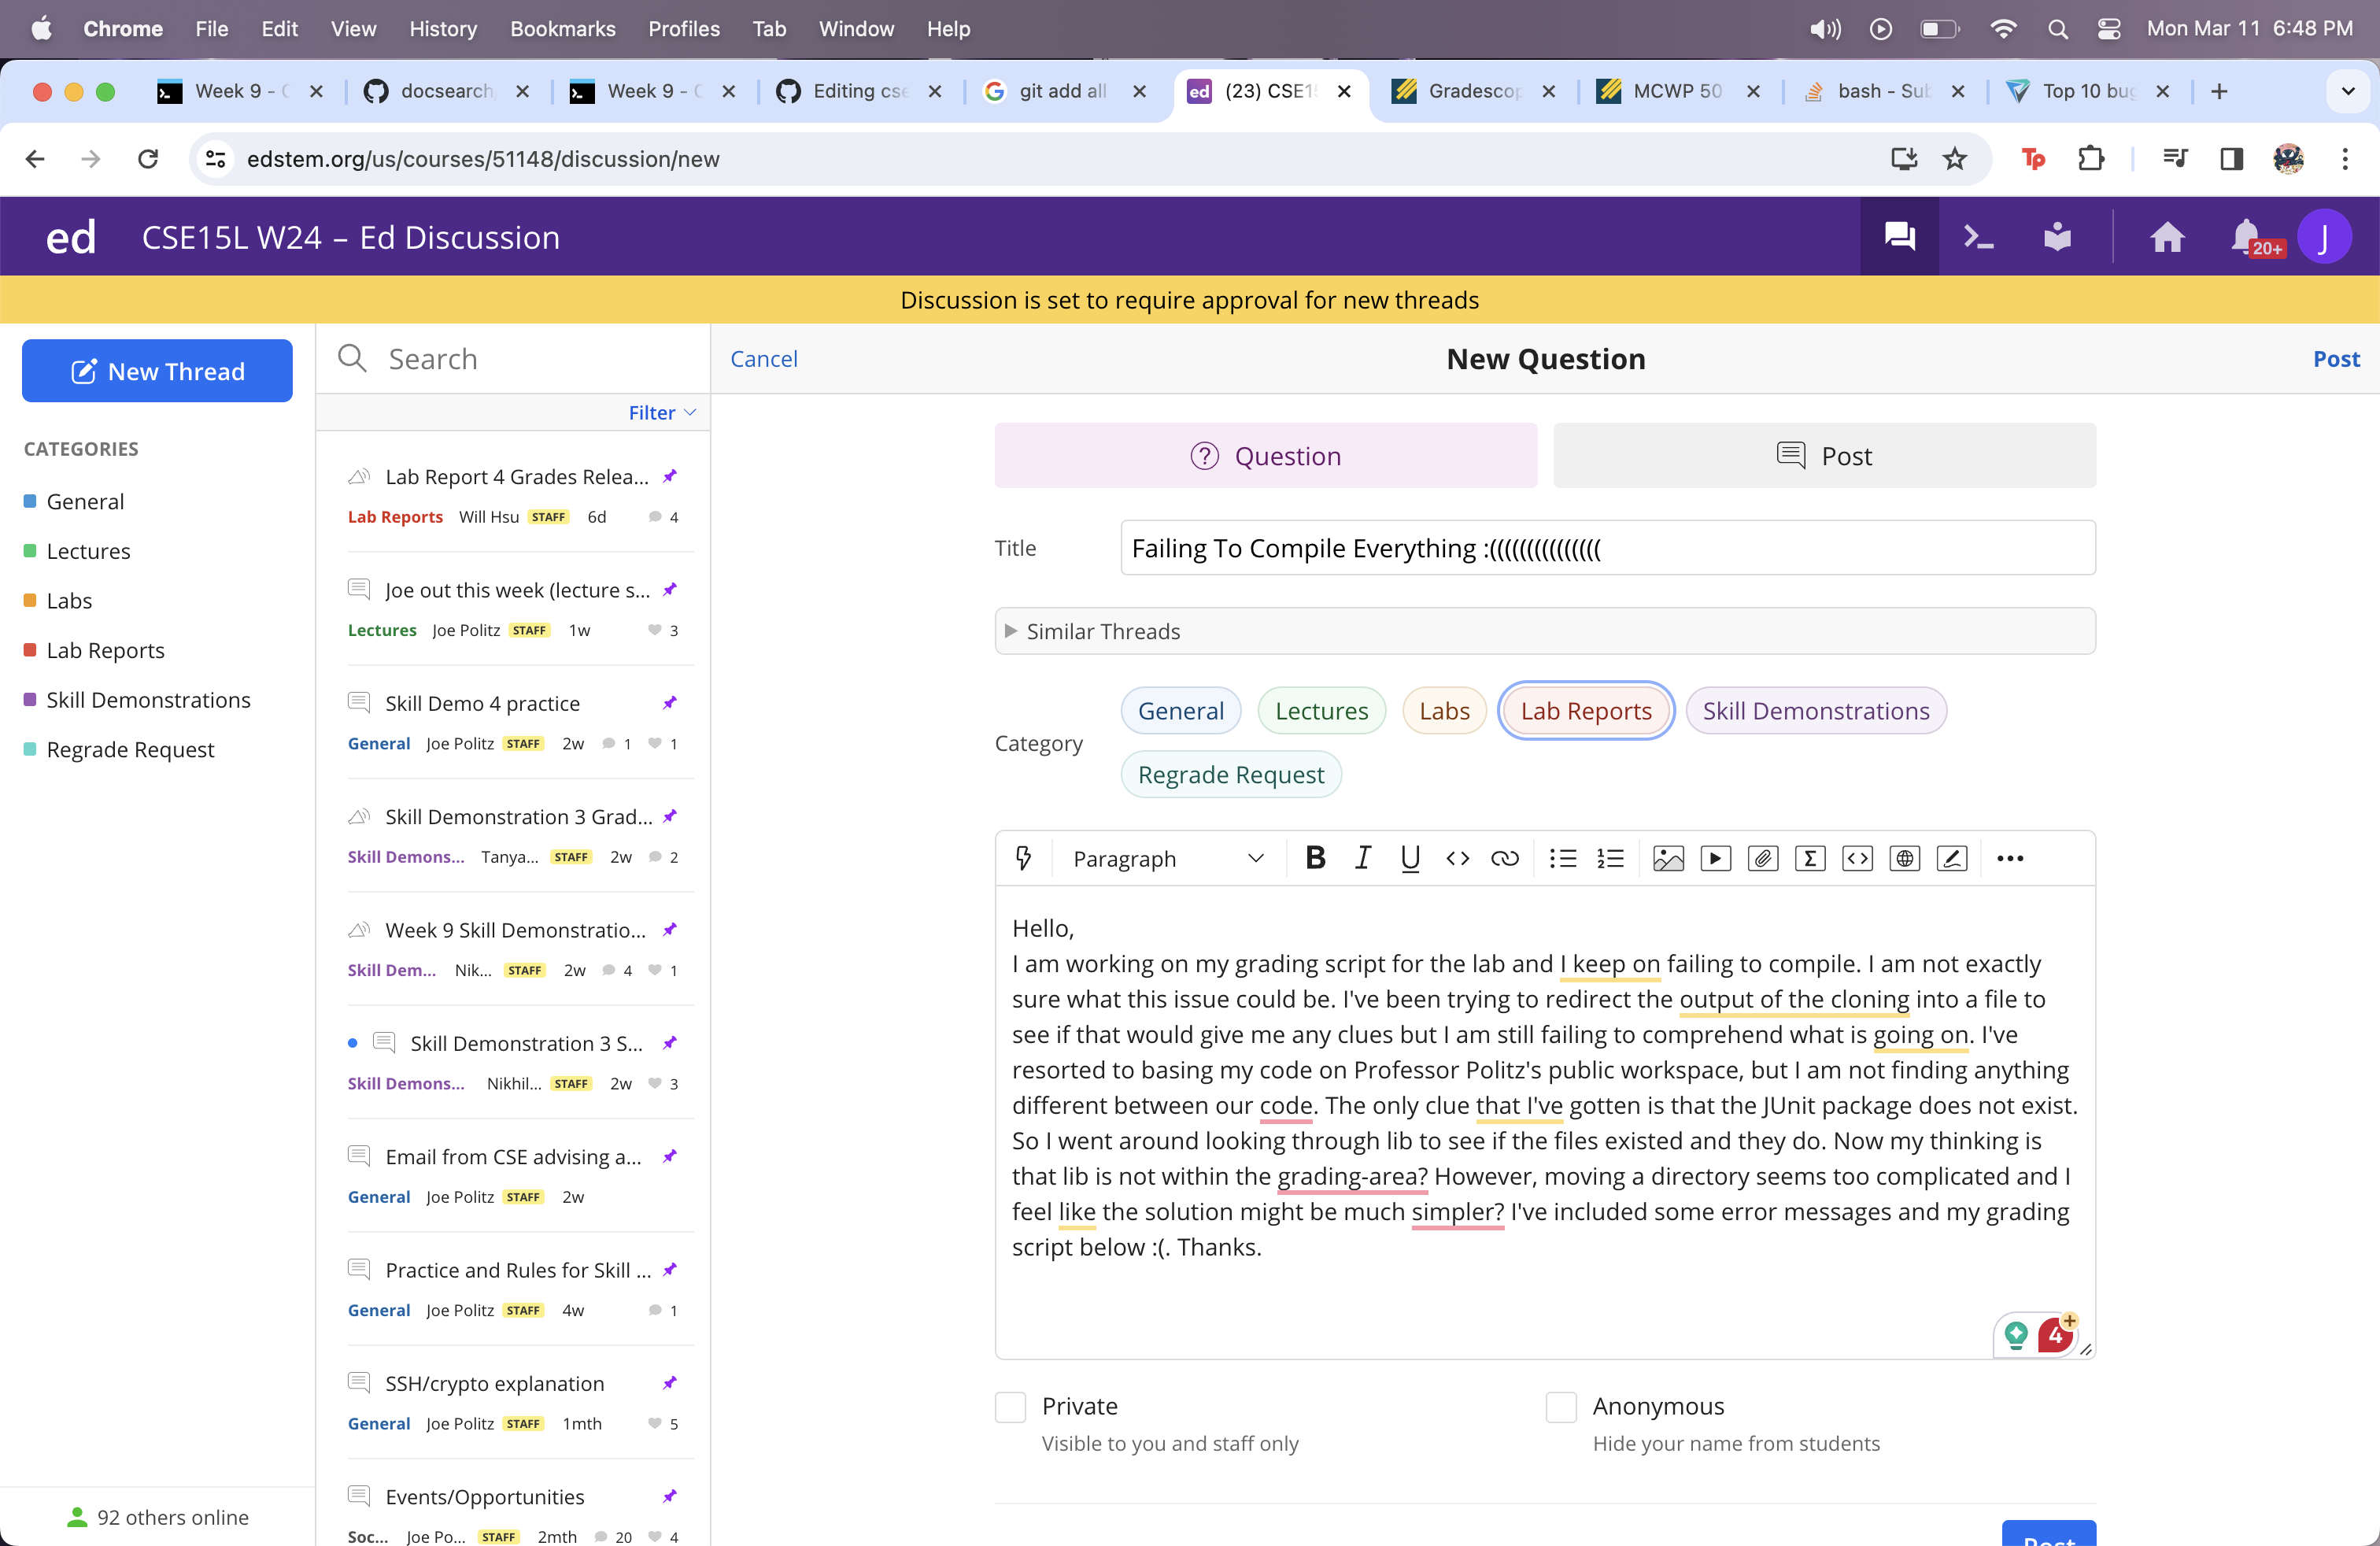 Chrome File Edit View History Bookmarks Profiles Tab Window Help Mon Mar 11 6:48 PM
Week 9 - docsearch Week 9 - Editing cse git add all (23) CSE1 Gradescop MCWP 50 bash - Su Top 10 bu
edstem.org/us/courses/51148/discussion/new Tp
ed CSE15L W24 – Ed Discussion 20+ J
Discussion is set to require approval for new threads
New Thread
CATEGORIES
General
Lectures
Labs
Lab Reports
Skill Demonstrations
Regrade Request
92 others online
Search
Filter
Lab Report 4 Grades Relea...
Lab Reports Will Hsu STAFF 6d 4
Joe out this week (lecture s...
Lectures Joe Politz STAFF 1w 3
Skill Demo 4 practice
General Joe Politz STAFF 2w 1 1
Skill Demonstration 3 Grad...
Skill Demons... Tanya... STAFF 2w 2
Week 9 Skill Demonstratio...
Skill Dem... Nik... STAFF 2w 4 1
Skill Demonstration 3 S...
Skill Demons... Nikhil... STAFF 2w 3
Email from CSE advising a...
General Joe Politz STAFF 2w
Practice and Rules for Skill ...
General Joe Politz STAFF 4w 1
SSH/crypto explanation
General Joe Politz STAFF 1mth 5
Events/Opportunities
Soc... Joe Po... STAFF 2mth 20 4
Cancel New Question Post
? Question Post
Title Failing To Compile Everything :(((((((((((((((
Similar Threads
Category General Lectures Labs Lab Reports Skill Demonstrations
Regrade Request
Paragraph B I U
Hello,
I am working on my grading script for the lab and I keep on failing to compile. I am not exactly
sure what this issue could be. I've been trying to redirect the output of the cloning into a file to
see if that would give me any clues but I am still failing to comprehend what is going on. I've
resorted to basing my code on Professor Politz's public workspace, but I am not finding anything
different between our code. The only clue that I've gotten is that the JUnit package does not exist.
So I went around looking through lib to see if the files existed and they do. Now my thinking is
that lib is not within the grading-area? However, moving a directory seems too complicated and I
feel like the solution might be much simpler? I've included some error messages and my grading
script below :(. Thanks.
4
Private
Visible to you and staff only
Anonymous
Hide your name from students
Post